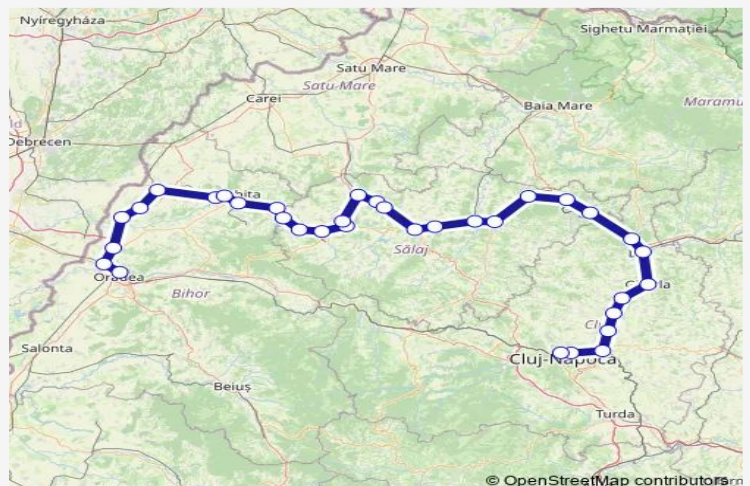 Nyíregyháza
Sighetu Marmației
Satu Mare
Satu Mare
Carei
Baia Mare
Maramu
Debrecen
Sălaj
Oradea
Bihor
Salonta
Cluj-Napoca
Beiuș
Turda
© OpenStreetMap contributors